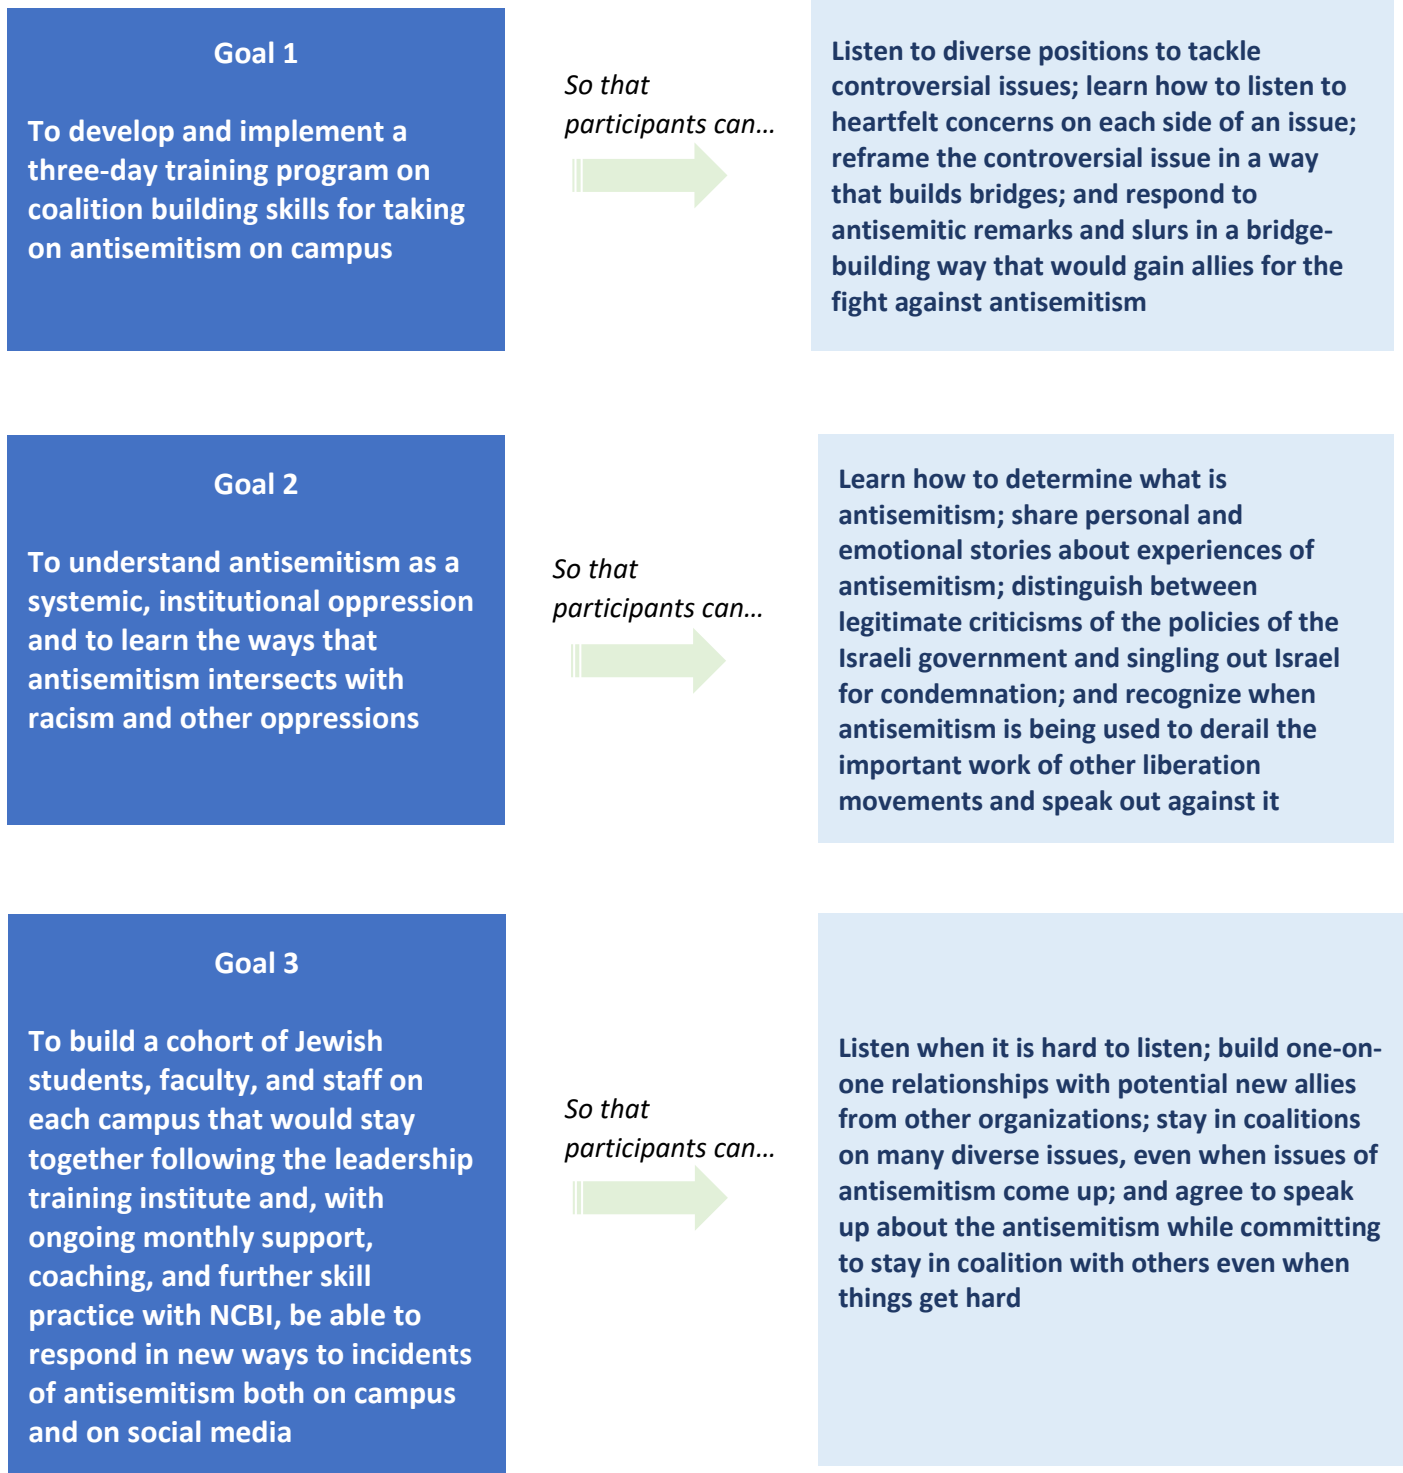 Goal 1
To develop and implement a
three-day training program on
coalition building skills for taking
on antisemitism on campus
So that
participants can…
Listen to diverse positions to tackle
controversial issues; learn how to listen to
heartfelt concerns on each side of an issue;
reframe the controversial issue in a way
that builds bridges; and respond to
antisemitic remarks and slurs in a bridge-
building way that would gain allies for the
fight against antisemitism
Goal 2
To understand antisemitism as a
systemic, institutional oppression
and to learn the ways that
antisemitism intersects with
racism and other oppressions
So that
participants can…
Learn how to determine what is
antisemitism; share personal and
emotional stories about experiences of
antisemitism; distinguish between
legitimate criticisms of the policies of the
Israeli government and singling out Israel
for condemnation; and recognize when
antisemitism is being used to derail the
important work of other liberation
movements and speak out against it
Goal 3
To build a cohort of Jewish
students, faculty, and staff on
each campus that would stay
together following the leadership
training institute and, with
ongoing monthly support,
coaching, and further skill
practice with NCBI, be able to
respond in new ways to incidents
of antisemitism both on campus
and on social media
So that
participants can…
Listen when it is hard to listen; build one-on-
one relationships with potential new allies
from other organizations; stay in coalitions
on many diverse issues, even when issues of
antisemitism come up; and agree to speak
up about the antisemitism while committing
to stay in coalition with others even when
things get hard